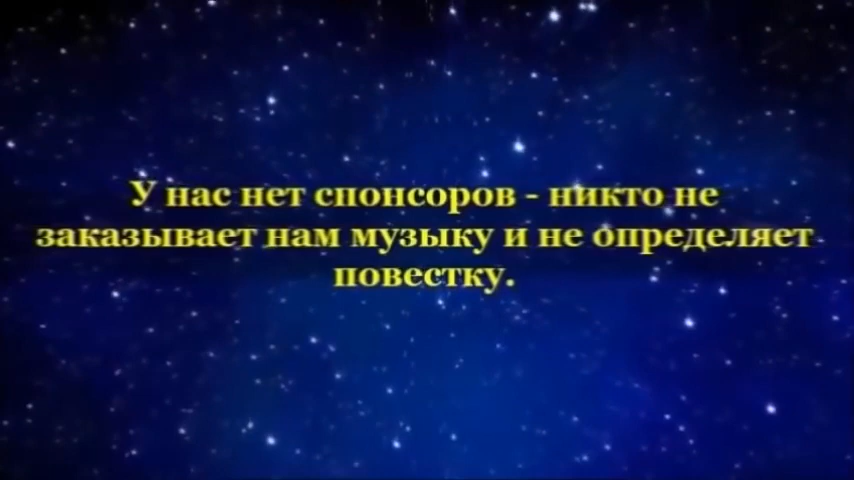 У нас нет спонсоров - никто не
заказывает нам музыку и не определяет
повестку.